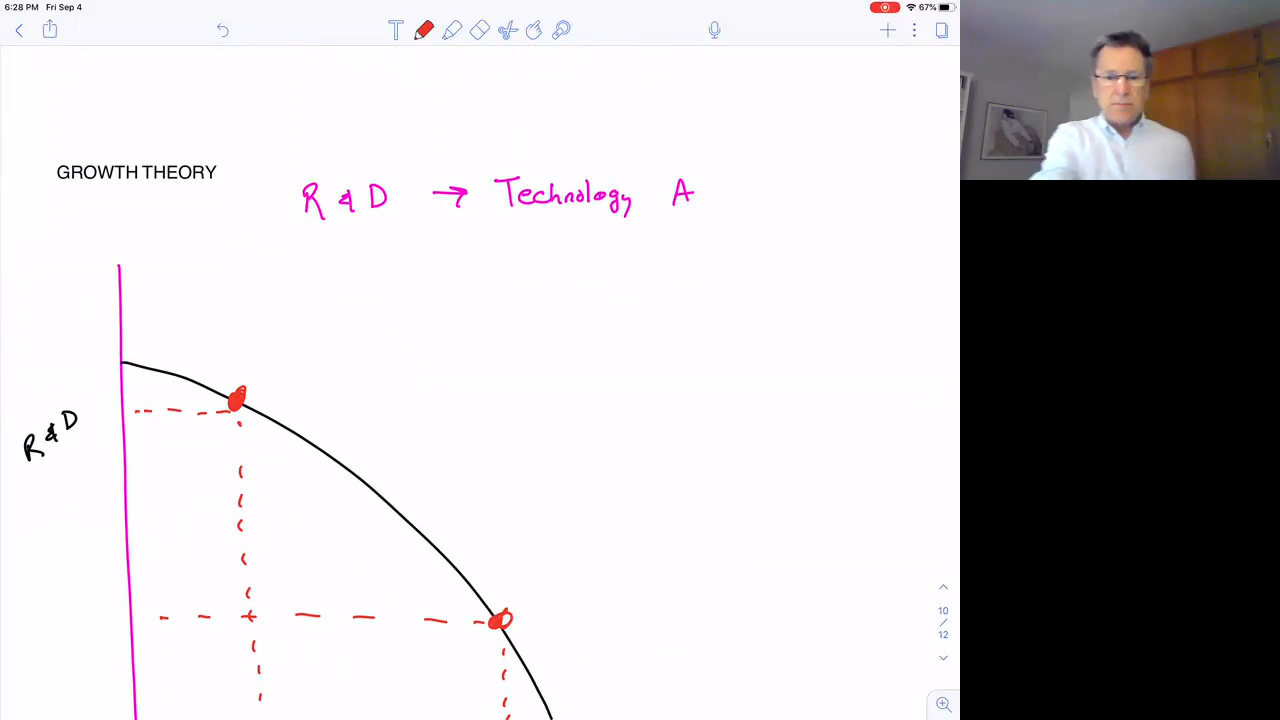 6:28 PM Fri Sep 4
67%
GROWTH THEORY
R & D → Technology A
R & D
10
/
12